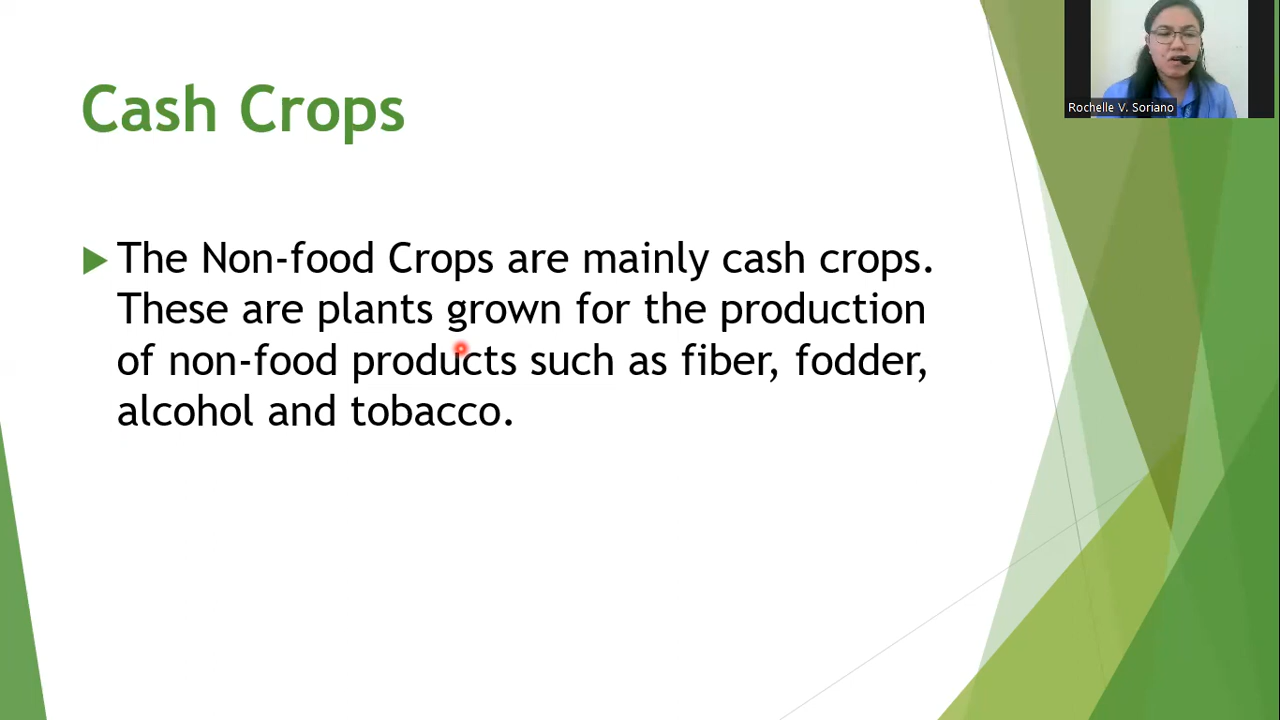 Cash Crops
The Non-food Crops are mainly cash crops.
These are plants grown for the production
of non-food products such as fiber, fodder,
alcohol and tobacco.
Rochelle V. Soriano